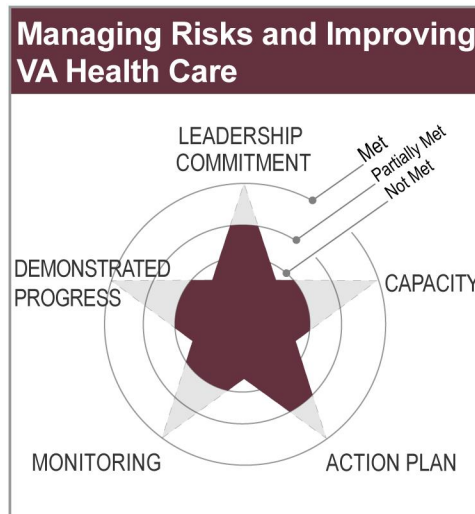 Managing Risks and Improving
VA Health Care
LEADERSHIP
COMMITMENT
Met
Partially Met
Not Met
DEMONSTRATED
PROGRESS
CAPACITY
MONITORING
ACTION PLAN